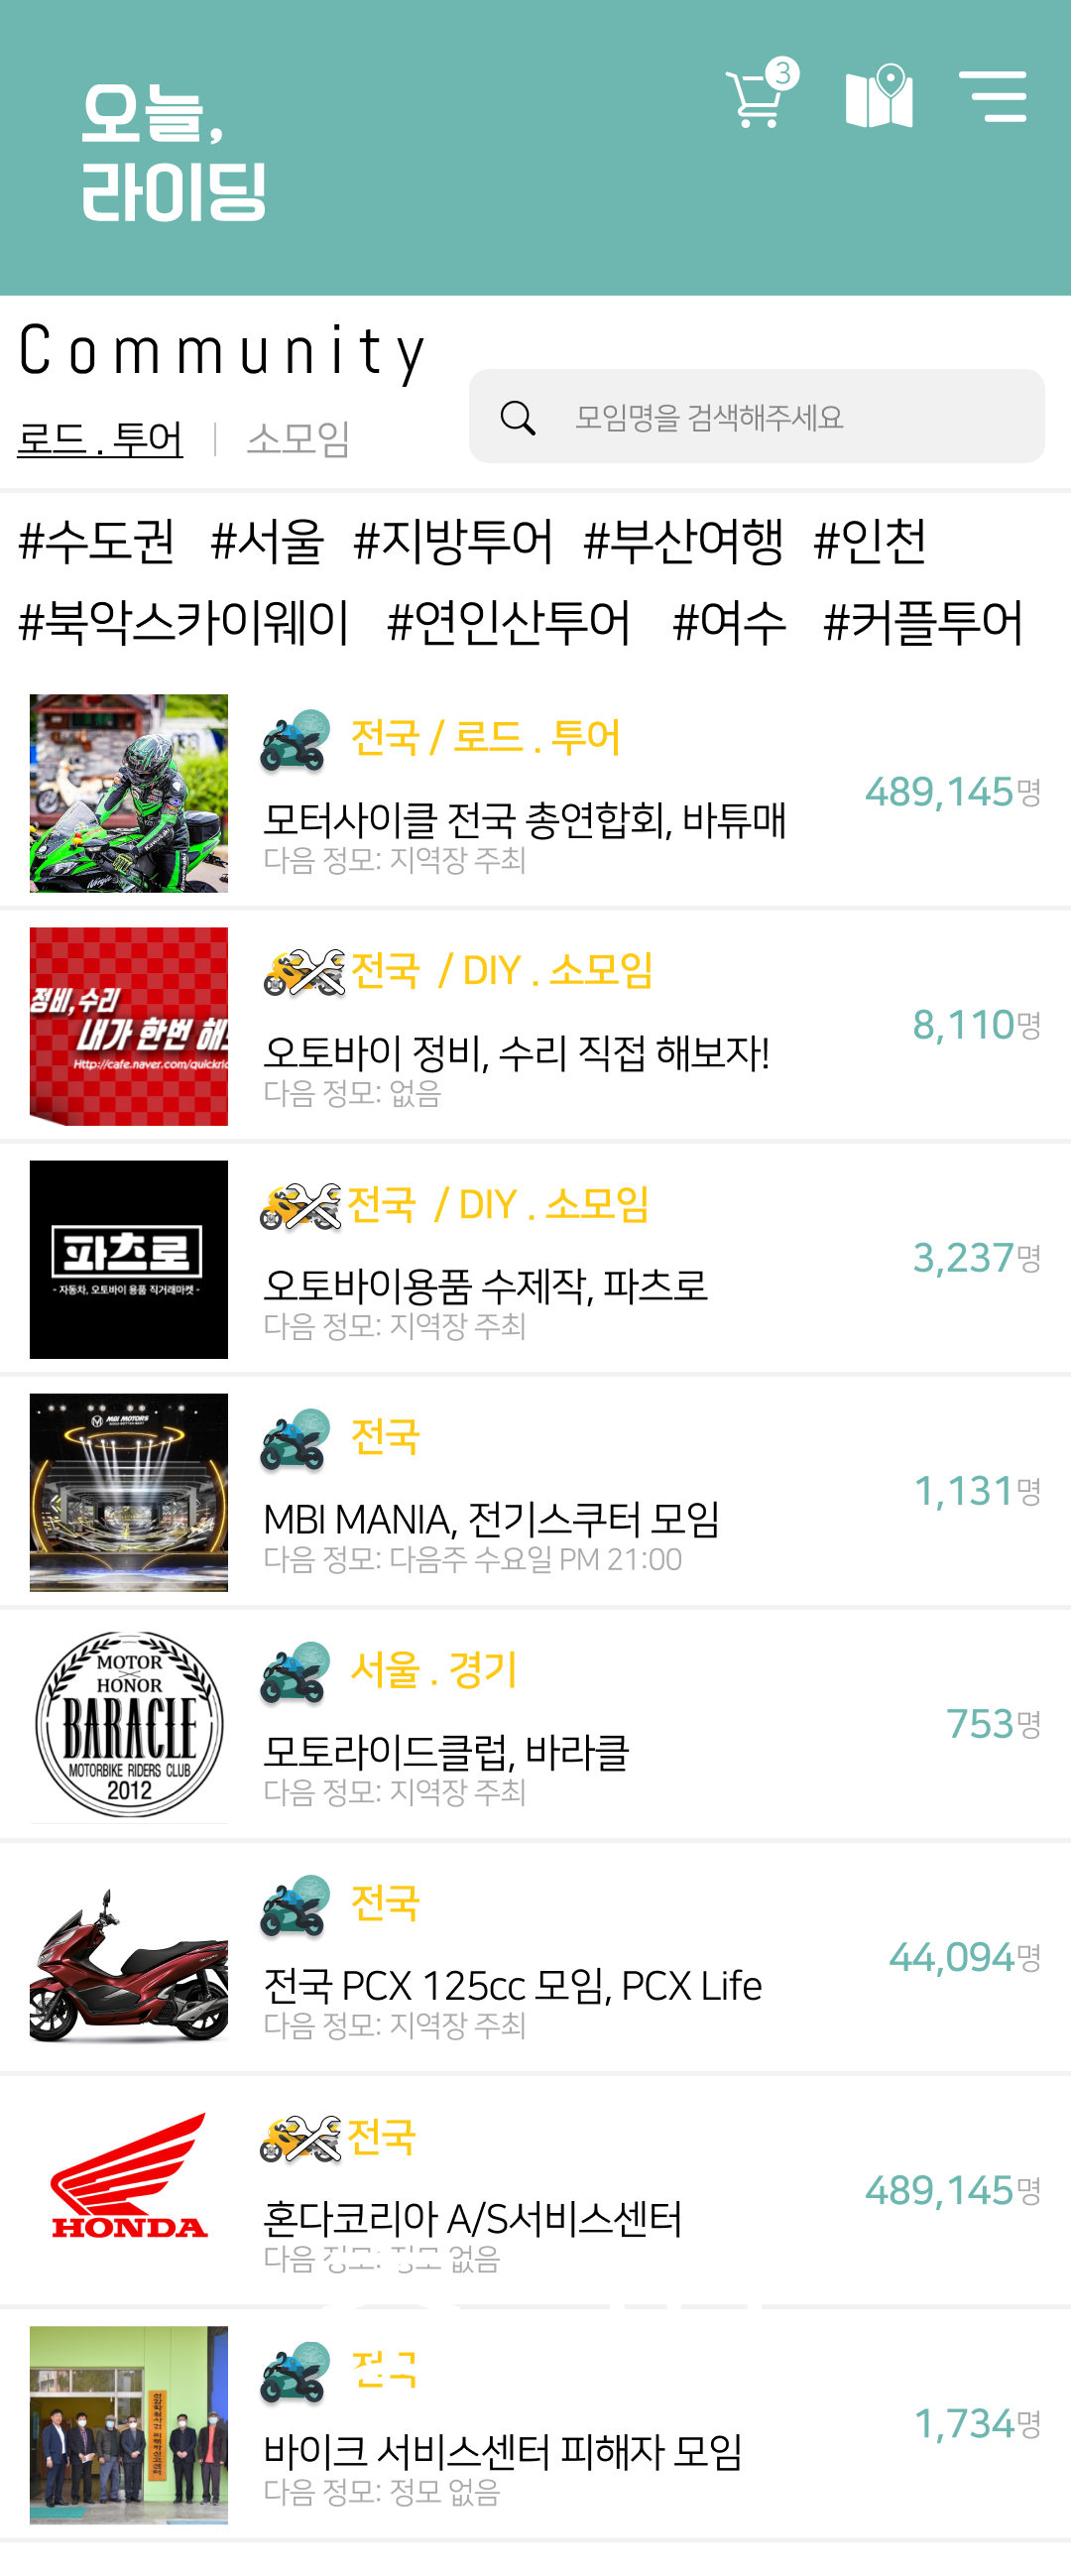 3
오늘,
라이딩
Community
로드 . 투어 | 소모임
모임명을 검색해주세요
#수도권 #서울 #지방투어 #부산여행 #인천
#북악스카이웨이 #연인산투어 #여수 #커플투어
전국 / 로드 . 투어
모터사이클 전국 총연합회, 바튜매
다음 정모: 지역장 주최
489,145명
Kawasaki
Ninja
전국 / DIY . 소모임
오토바이 정비, 수리 직접 해보자!
다음 정모: 없음
8,110명
정비,수리
내가 한번 해
Http://cafe.naver.com/quickric
전국 / DIY . 소모임
오토바이용품 수제작, 파츠로
다음 정모: 지역장 주최
3,237명
파츠로
- 자동차, 오토바이 용품 직거래마켓 -
전국
MBI MANIA, 전기스쿠터 모임
다음 정모: 다음주 수요일 PM 21:00
1,131명
MBI MOTORS
서울 . 경기
모토라이드클럽, 바라클
다음 정모: 지역장 주최
753명
MOTOR
HONOR
BARACLE
MOTORBIKE RIDERS CLUB
2012
전국
전국 PCX 125cc 모임, PCX Life
다음 정모: 지역장 주최
44,094명
전국
혼다코리아 A/S서비스센터
다음 정모: 정모 없음
489,145명
HONDA
전국
바이크 서비스센터 피해자 모임
다음 정모: 정모 없음
1,734명